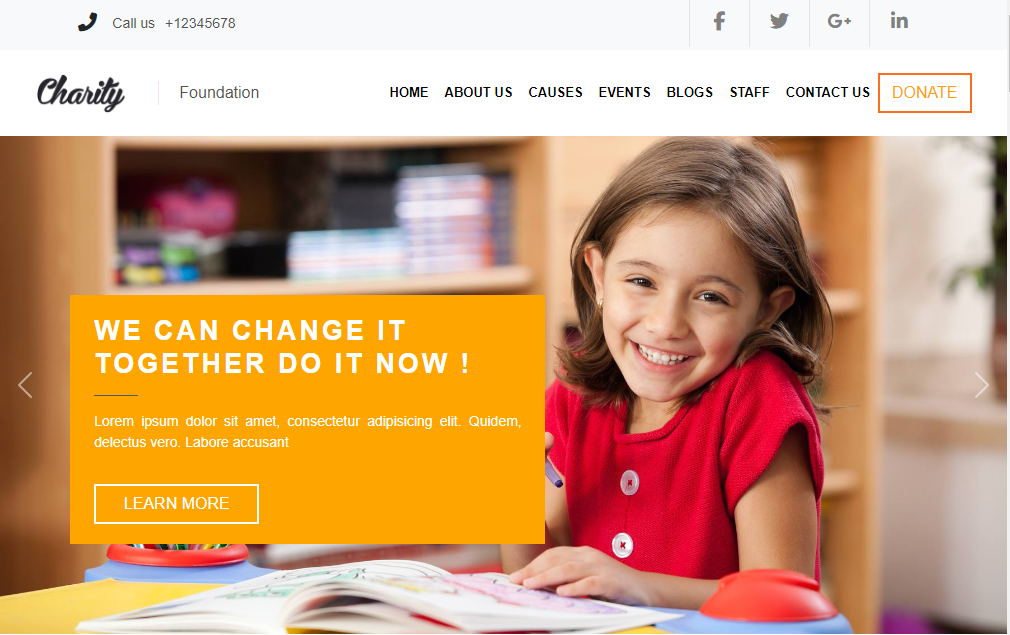 Call us +12345678
Charity
Foundation
HOME ABOUT US CAUSES EVENTS BLOGS STAFF CONTACT US DONATE
WE CAN CHANGE IT
TOGETHER DO IT NOW !
Lorem ipsum dolor sit amet, consectetur adipisicing elit. Quidem,
delectus vero. Labore accusant
LEARN MORE